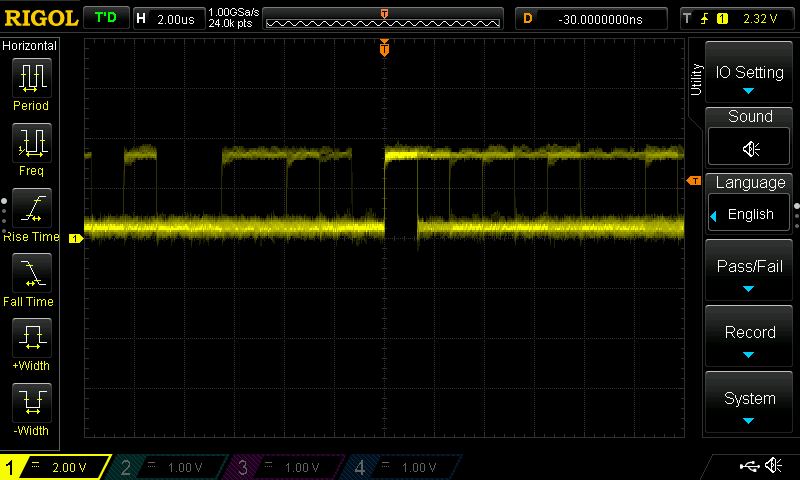 RIGOL T'D H 2.00us 1.00GSa/s 24.0k pts T D -30.0000000ns T 1 2.32 V
Horizontal
Period
Freq
Rise Time
Fall Time
+Width
-Width
T
T
1
Utility
IO Setting
Sound
Language
English
Pass/Fail
Record
System
1 2.00 V 2 1.00 V 3 1.00 V 4 1.00 V